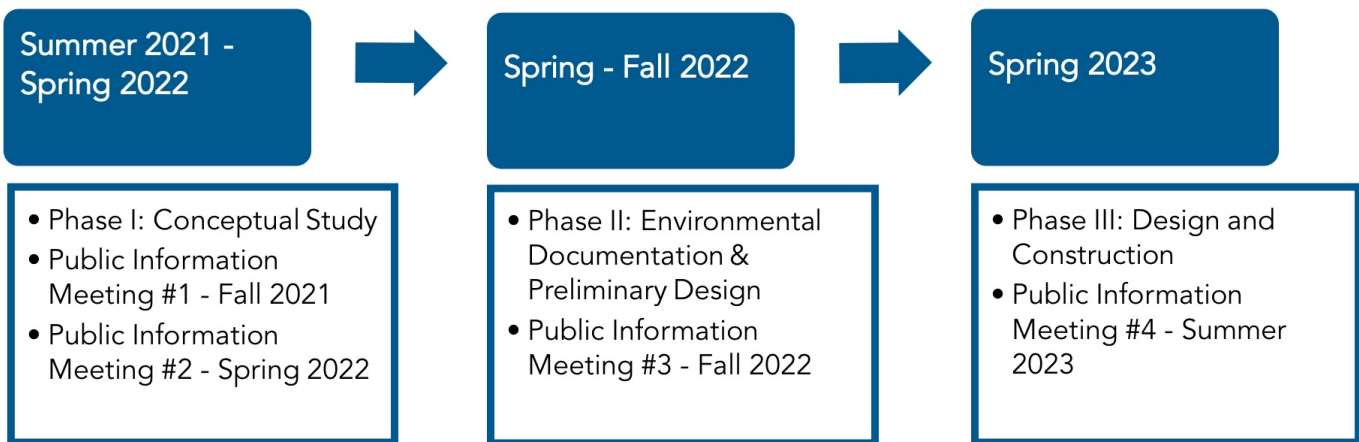 Summer 2021 -
Spring 2022
Spring - Fall 2022
Spring 2023
• Phase I: Conceptual Study
• Public Information
Meeting #1 - Fall 2021
• Public Information
Meeting #2 - Spring 2022
• Phase II: Environmental
Documentation &
Preliminary Design
• Public Information
Meeting #3 - Fall 2022
• Phase III: Design and
Construction
• Public Information
Meeting #4 - Summer
2023